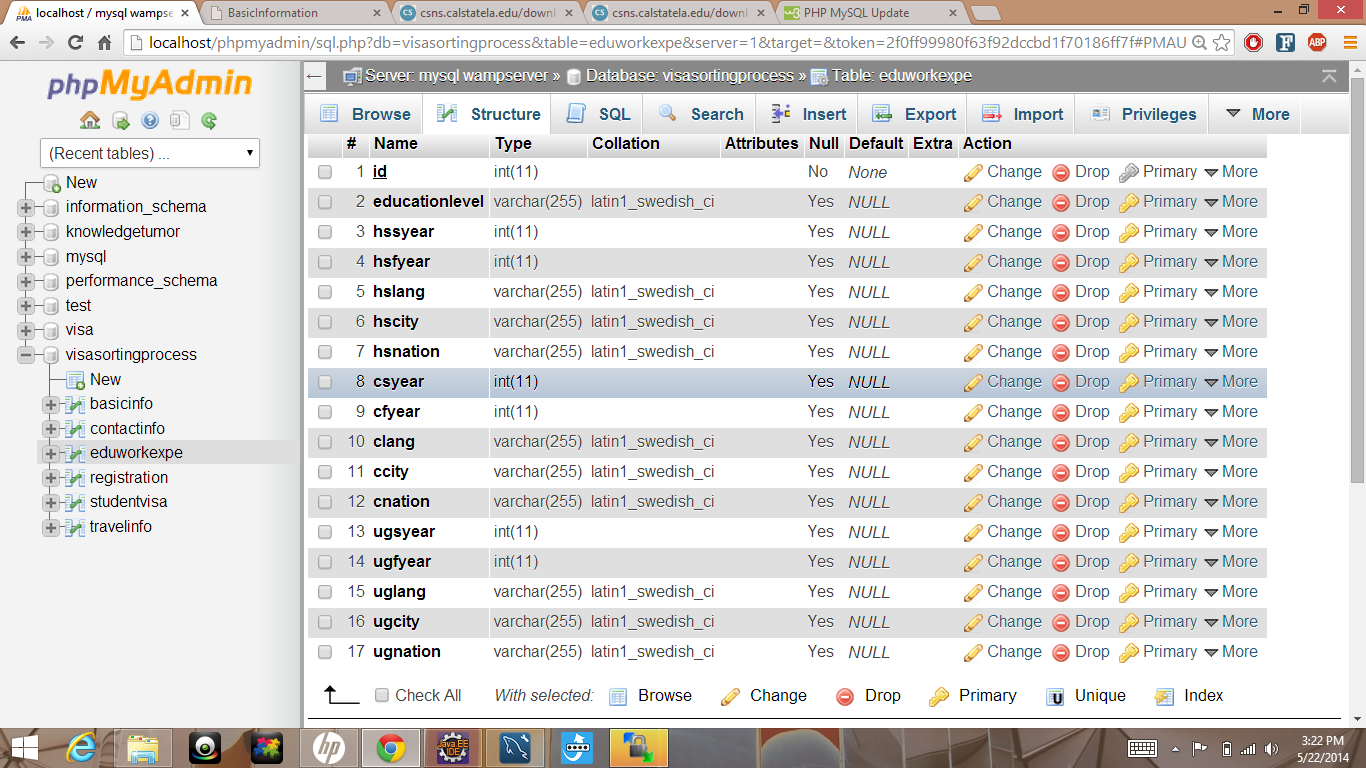 localhost / mysql wampse
BasicInformation
csns.calstatela.edu/downl
csns.calstatela.edu/downl
PHP MySQL Update
localhost/phpmyadmin/sql.php?db=visasortingprocess&table=eduworkexpe&server=1&target=&token=2f0ff99980f63f92dccbd1f70186ff7f#PMAU
ABP
phpMyAdmin
(Recent tables) ...
New
information_schema
knowledgetumor
mysql
performance_schema
test
visa
visasortingprocess
New
basicinfo
contactinfo
eduworkexpe
registration
studentvisa
travelinfo
Server: mysql wampserver » Database: visasortingprocess » Table: eduworkexpe
Browse Structure SQL Search Insert Export Import Privileges More
# Name Type Collation Attributes Null Default Extra Action
1 id int(11) No None Change Drop Primary More
2 educationlevel varchar(255) latin1_swedish_ci Yes NULL Change Drop Primary More
3 hssyear int(11) Yes NULL Change Drop Primary More
4 hsfyear int(11) Yes NULL Change Drop Primary More
5 hslang varchar(255) latin1_swedish_ci Yes NULL Change Drop Primary More
6 hscity varchar(255) latin1_swedish_ci Yes NULL Change Drop Primary More
7 hsnation varchar(255) latin1_swedish_ci Yes NULL Change Drop Primary More
8 csyear int(11) Yes NULL Change Drop Primary More
9 cfyear int(11) Yes NULL Change Drop Primary More
10 clang varchar(255) latin1_swedish_ci Yes NULL Change Drop Primary More
11 ccity varchar(255) latin1_swedish_ci Yes NULL Change Drop Primary More
12 cnation varchar(255) latin1_swedish_ci Yes NULL Change Drop Primary More
13 ugsyear int(11) Yes NULL Change Drop Primary More
14 ugfyear int(11) Yes NULL Change Drop Primary More
15 uglang varchar(255) latin1_swedish_ci Yes NULL Change Drop Primary More
16 ugcity varchar(255) latin1_swedish_ci Yes NULL Change Drop Primary More
17 ugnation varchar(255) latin1_swedish_ci Yes NULL Change Drop Primary More
Check All With selected: Browse Change Drop Primary Unique Index
hp
Java EE
IDE
3:22 PM
5/22/2014